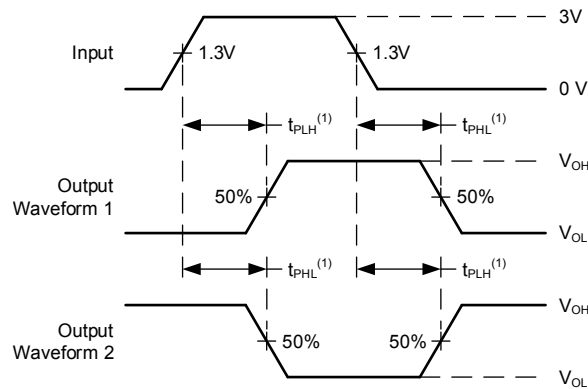 3V
Input
1.3V
1.3V
0 V
tPLH(1)
tPHL(1)
VOH
Output
Waveform 1
50%
50%
VOL
tPHL(1)
tPLH(1)
VOH
Output
Waveform 2
50%
50%
VOL